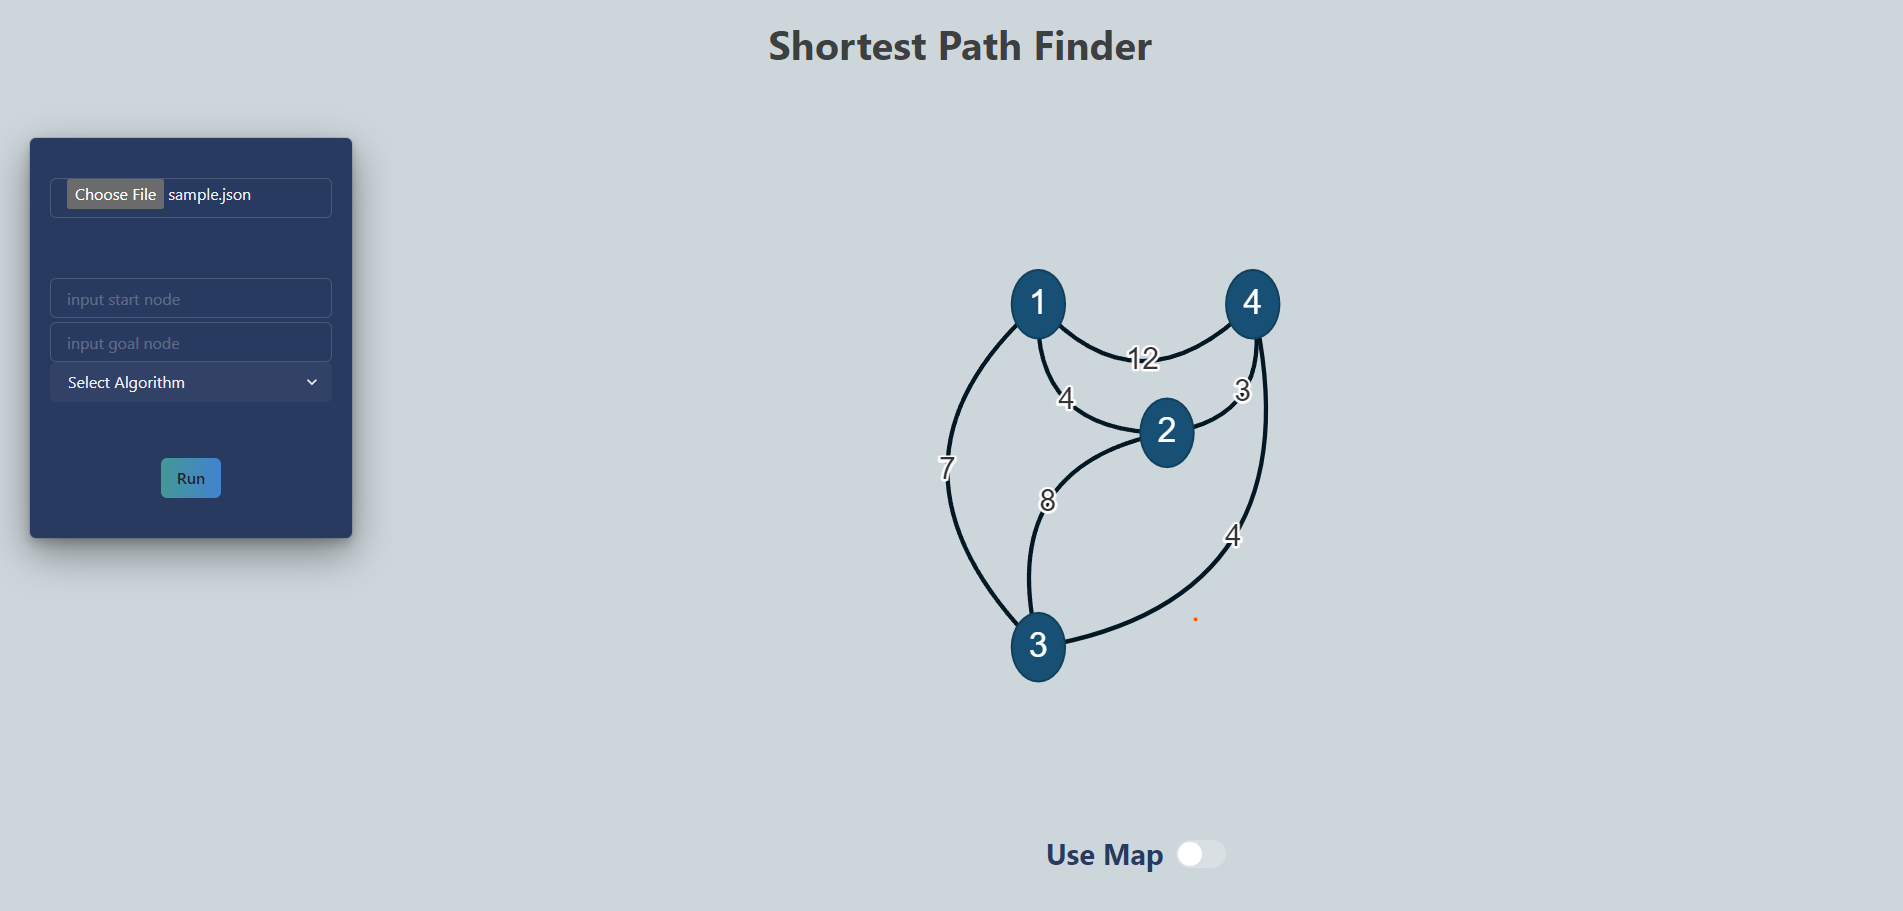 Shortest Path Finder
Choose File sample.json
input start node
input goal node
Select Algorithm
Run
1
4
12
4
3
2
7
8
4
3
Use Map